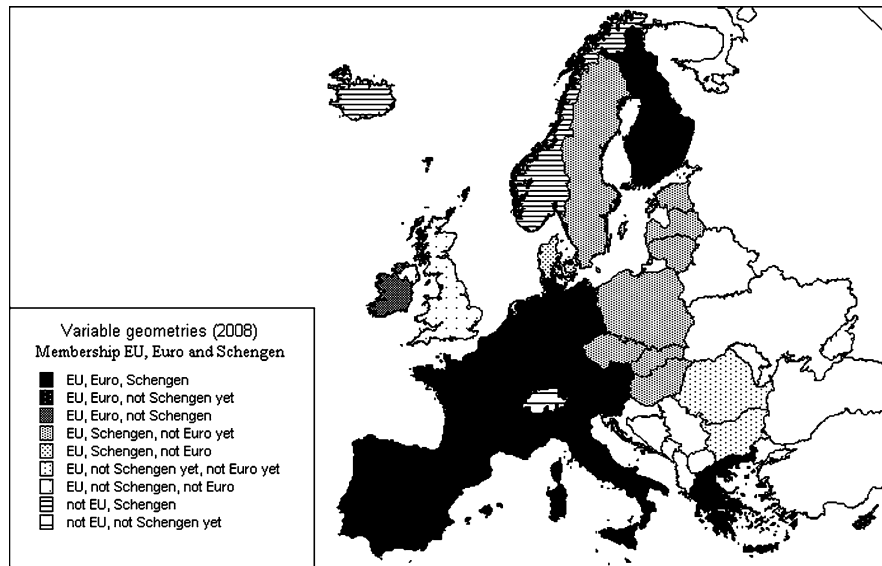 Variable geometries (2008)
Membership EU, Euro and Schengen
EU, Euro, Schengen
EU, Euro, not Schengen yet
EU, Euro, not Schengen
EU, Schengen, not Euro yet
EU, Schengen, not Euro
EU, not Schengen yet, not Euro yet
EU, not Schengen, not Euro
not EU, Schengen
not EU, not Schengen yet